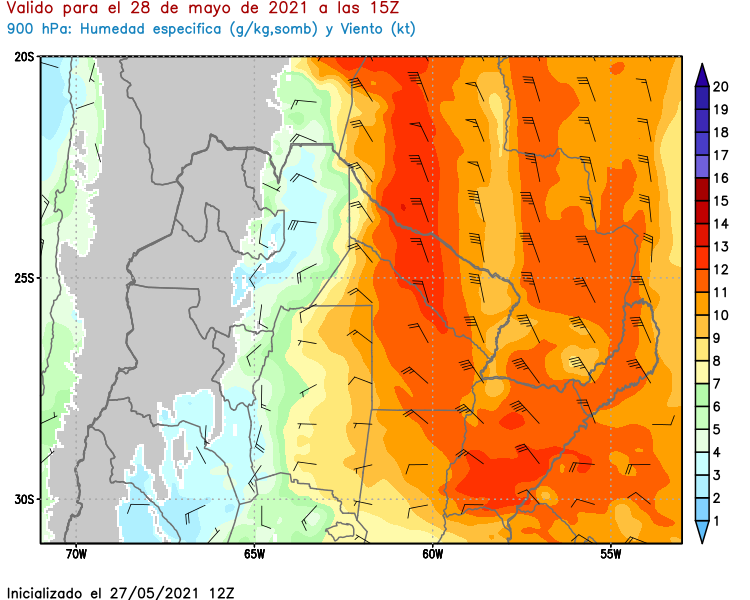 Valido para el 28 de mayo de 2021 a las 15Z
900 hPa: Humedad especifica (g/kg,somb) y Viento (kt)
20S
25S
30S
70W
65W
60W
55W
20
19
18
17
16
15
14
13
12
11
10
9
8
7
6
5
4
3
2
1
Inicializado el 27/05/2021 12Z